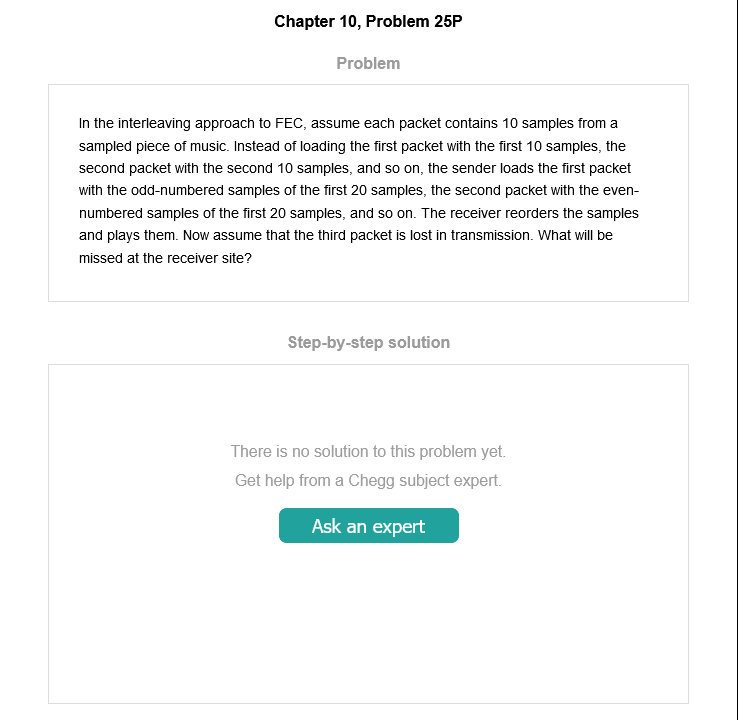 Chapter 10, Problem 25P
Problem
In the interleaving approach to FEC, assume each packet contains 10 samples from a
sampled piece of music. Instead of loading the first packet with the first 10 samples, the
second packet with the second 10 samples, and so on, the sender loads the first packet
with the odd-numbered samples of the first 20 samples, the second packet with the even-
numbered samples of the first 20 samples, and so on. The receiver reorders the samples
and plays them. Now assume that the third packet is lost in transmission. What will be
missed at the receiver site?
Step-by-step solution
There is no solution to this problem yet.
Get help from a Chegg subject expert.
Ask an expert